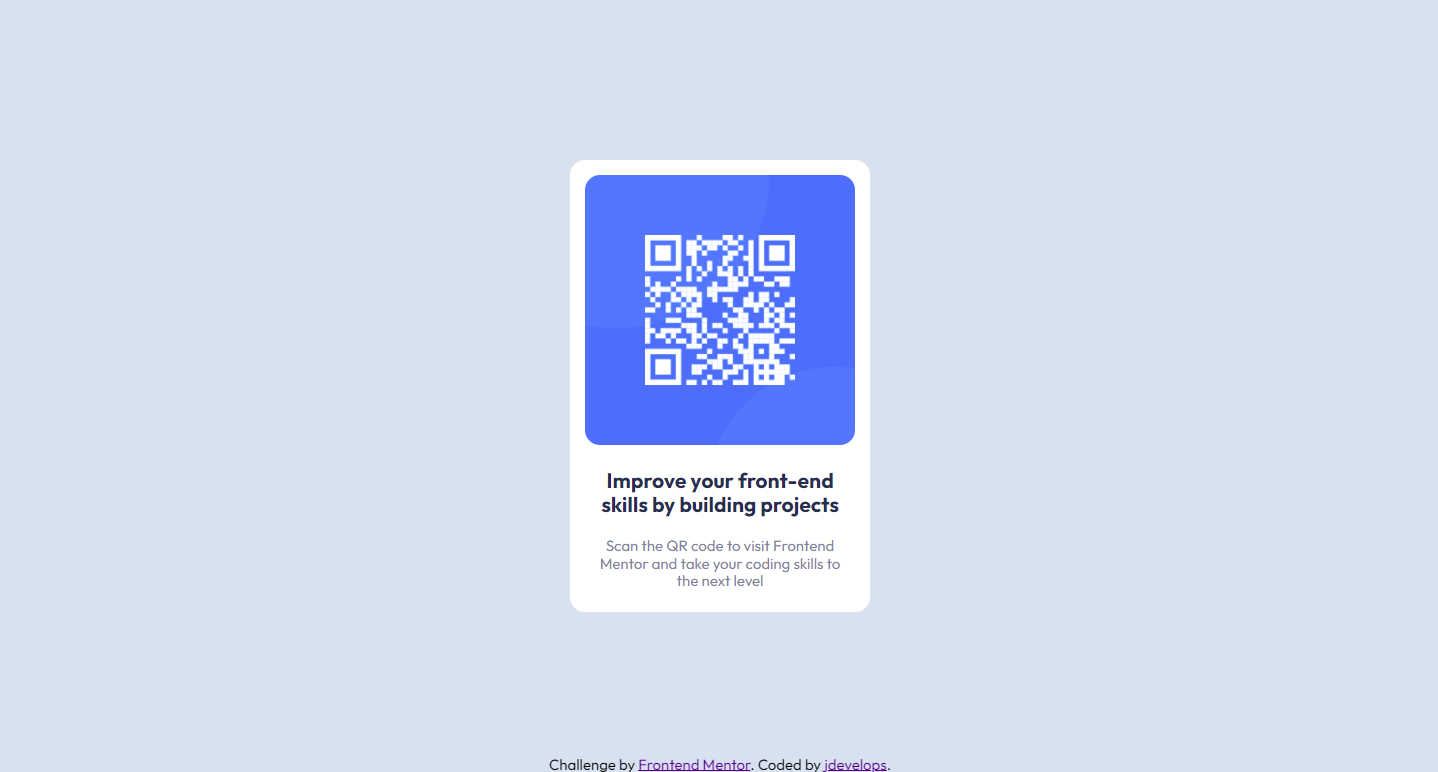 Improve your front-end
skills by building projects
Scan the QR code to visit Frontend
Mentor and take your coding skills to
the next level
Challenge by Frontend Mentor. Coded by jdevelops.